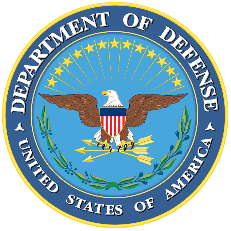 DEPARTMENT OF DEFENSE
UNITED STATES OF AMERICA